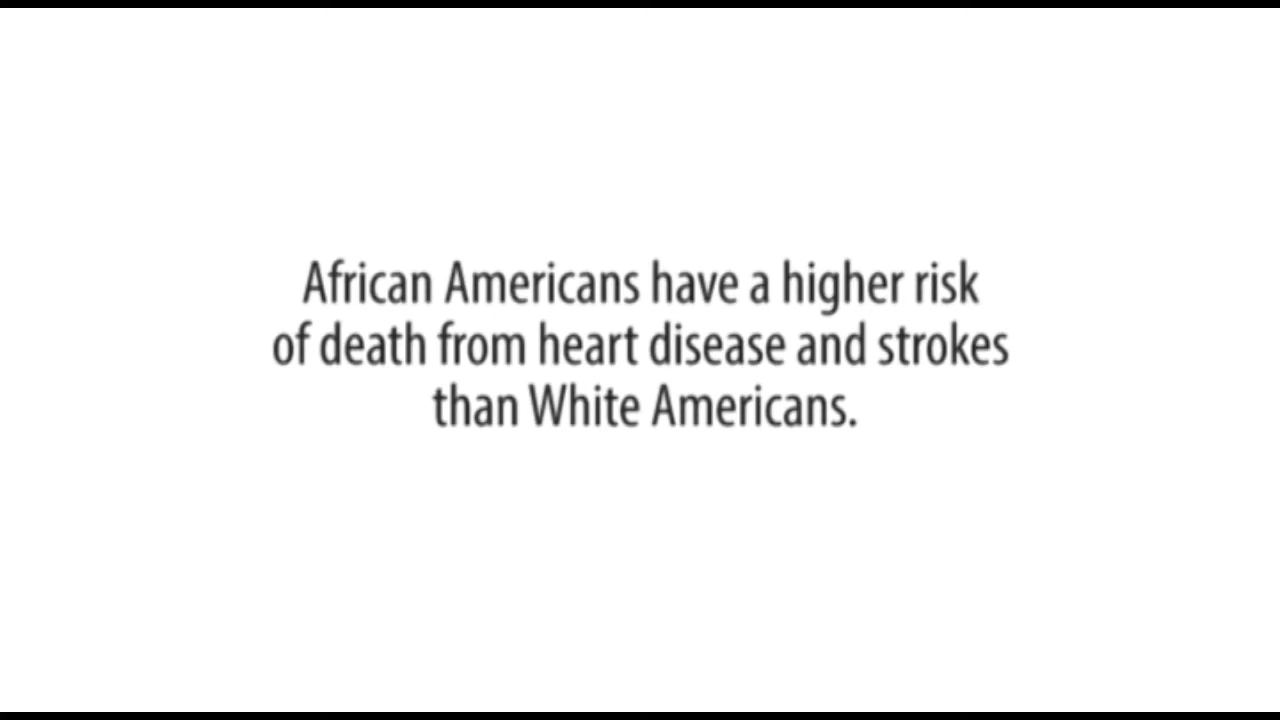 African Americans have a higher risk
of death from heart disease and strokes
than White Americans.